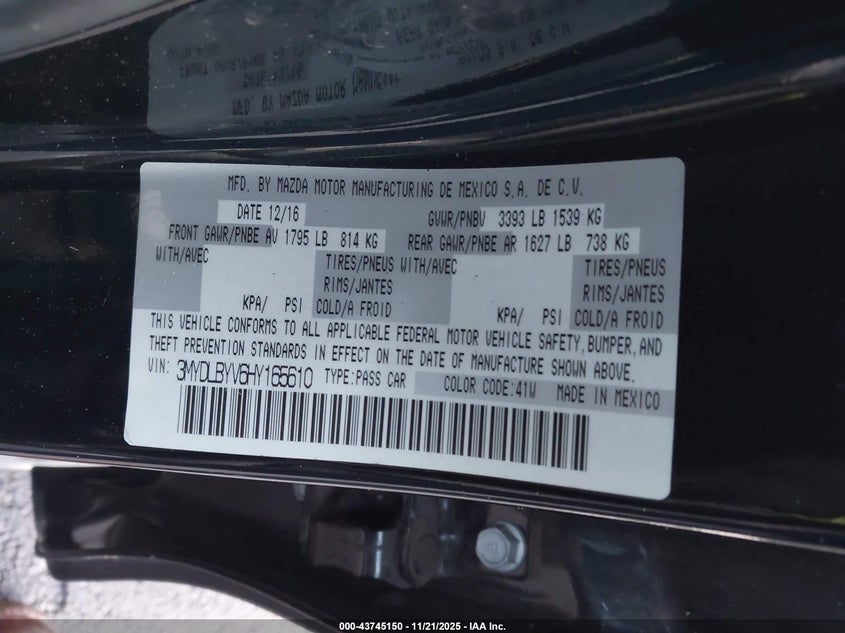 MFD. BY MAZDA MOTOR MANUFACTURING DE MEXICO S.A. DE C.V.
DATE 12/16 GVWR/PNBV 3393 LB 1539 KG
FRONT GAWR/PNBE AV 1795 LB 814 KG REAR GAWR/PNBE AR 1627 LB 738 KG
WITH/AVEC TIRES/PNEUS WITH/AVEC TIRES/PNEUS
RIMS/JANTES RIMS/JANTES
KPA/ PSI COLD/A FROID KPA/ PSI COLD/A FROID
THIS VEHICLE CONFORMS TO ALL APPLICABLE FEDERAL MOTOR VEHICLE SAFETY, BUMPER, AND
THEFT PREVENTION STANDARDS IN EFFECT ON THE DATE OF MANUFACTURE SHOWN ABOVE.
VIN: 3MYDLBYV6HY165610 TYPE:PASS CAR COLOR CODE:41W MADE IN MEXICO
000-43745150 - 11/21/2025 - IAA Inc.